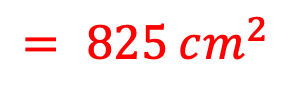 = 825 cm²